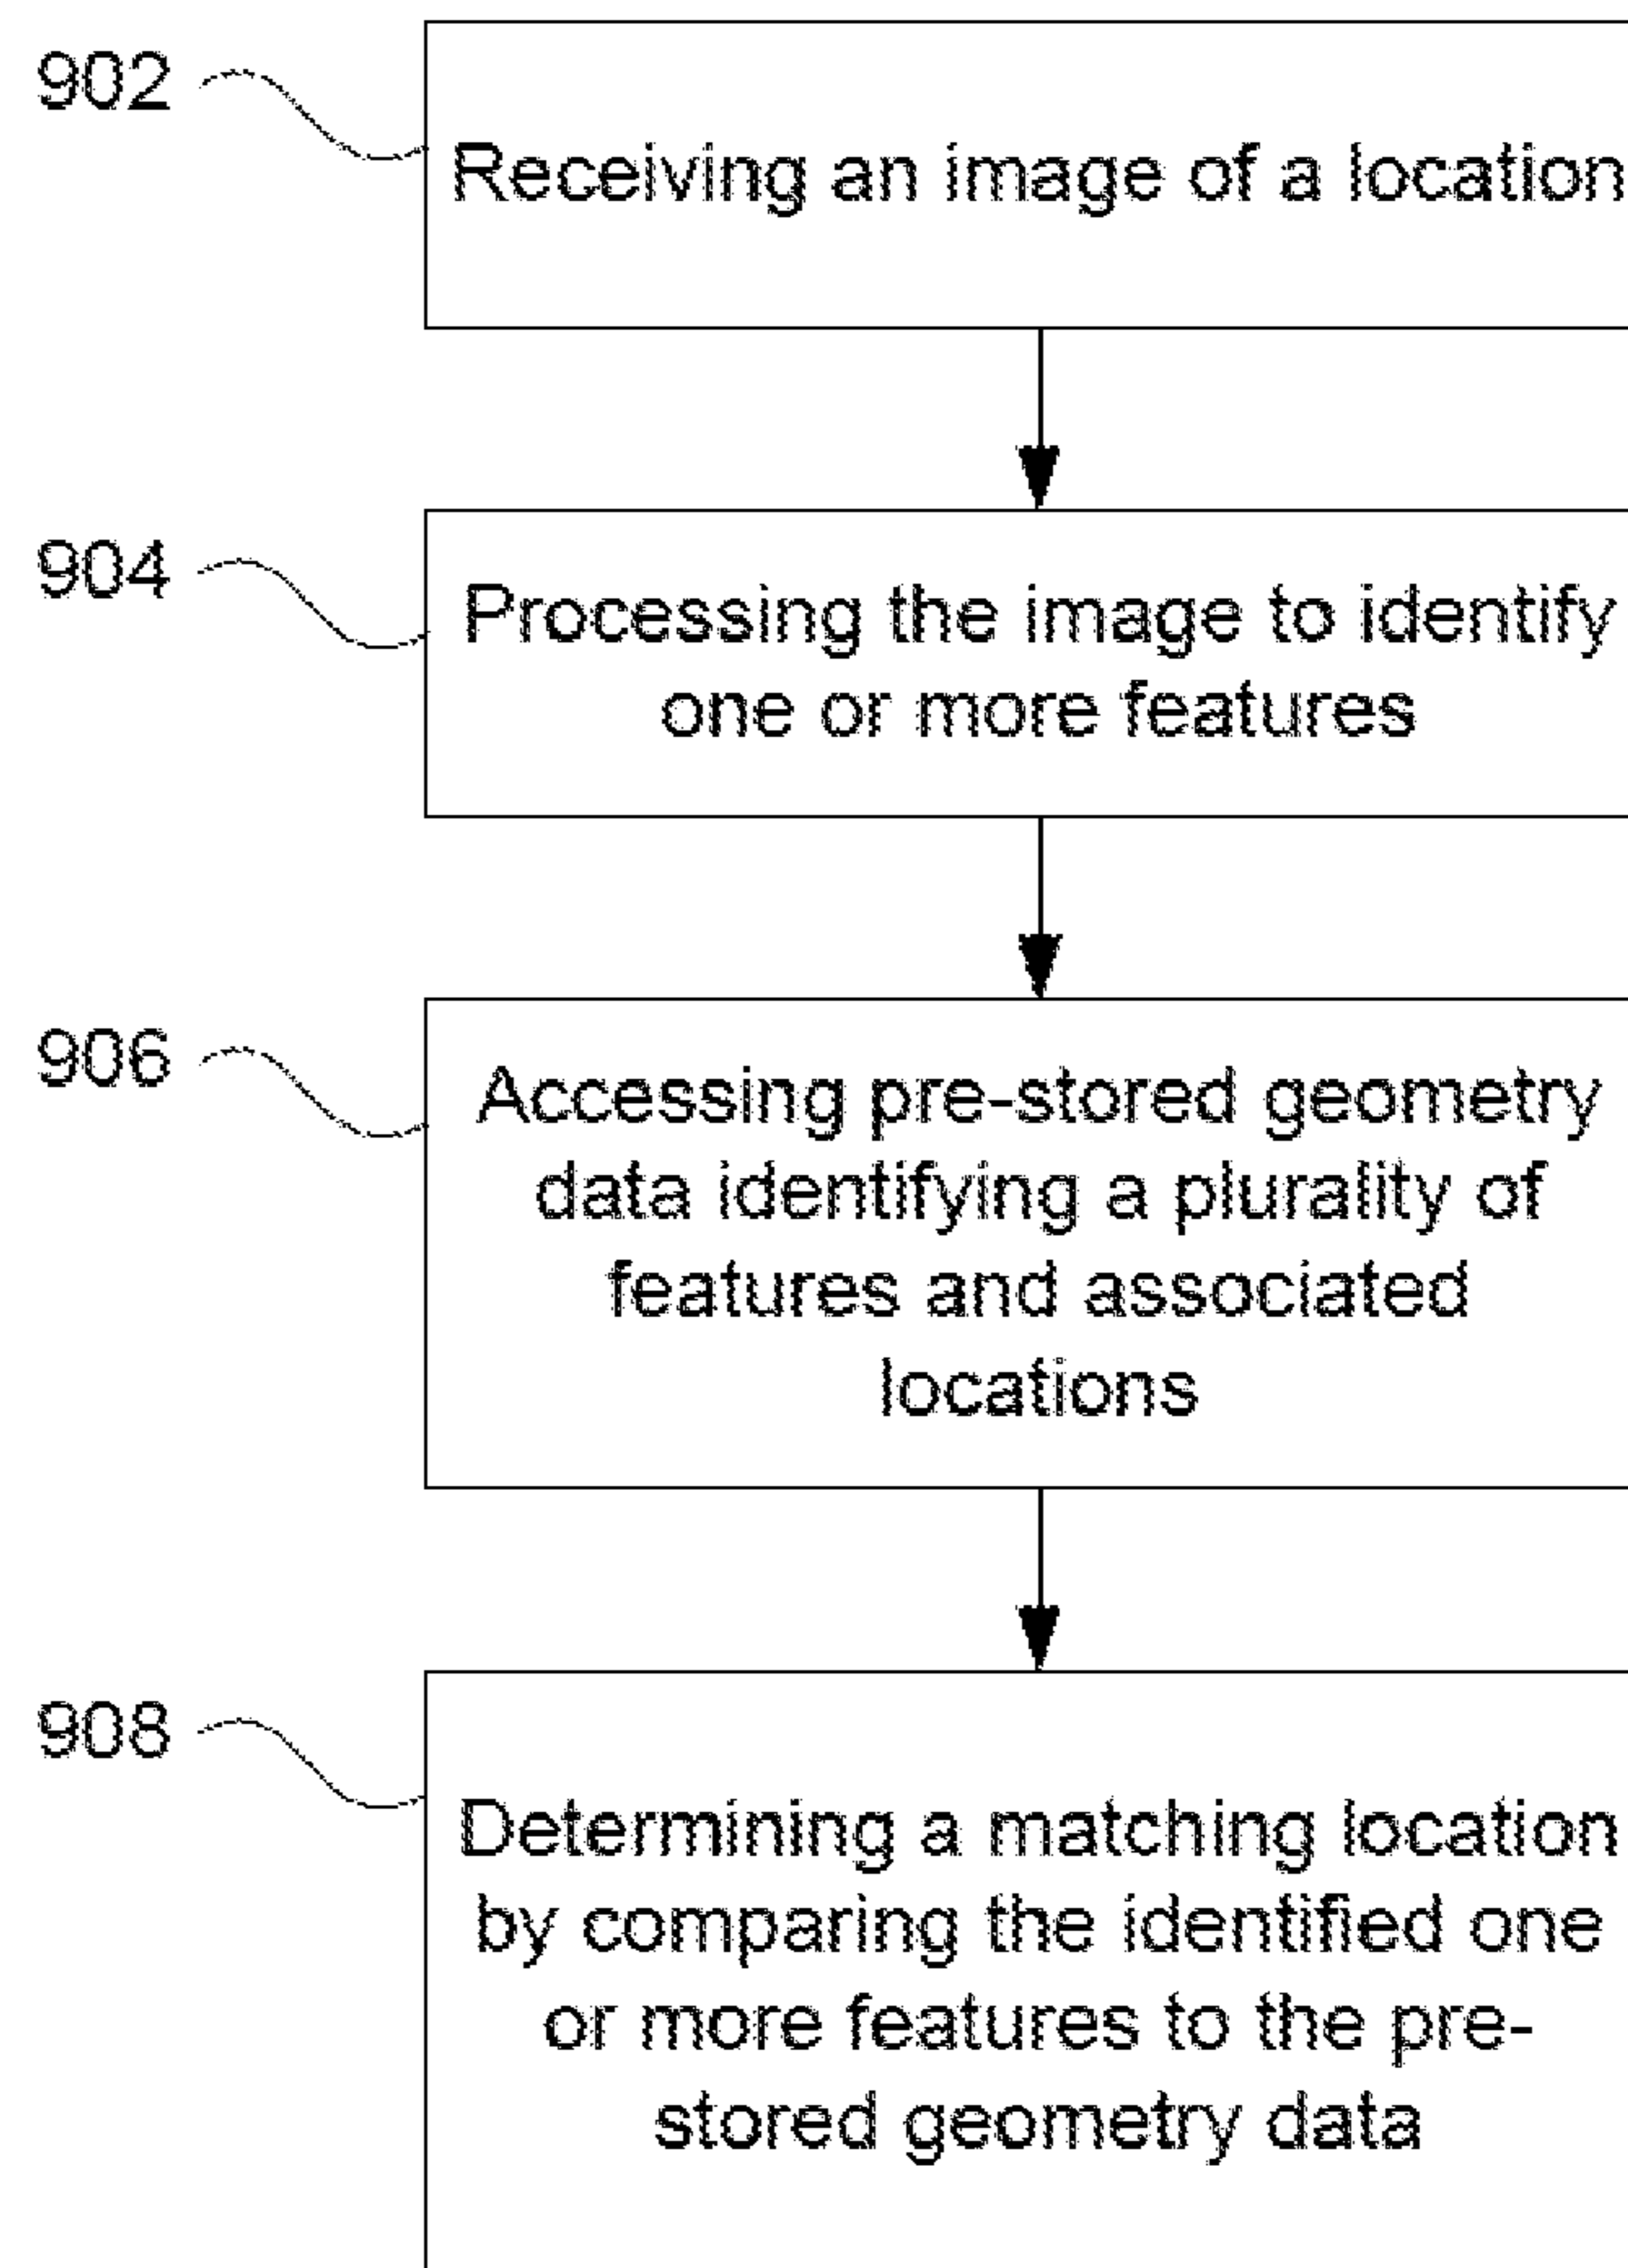 902
Receiving an image of a location
904
Processing the image to identify
one or more features
906
Accessing pre-stored geometry
data identifying a plurality of
features and associated
locations
908
Determining a matching location
by comparing the identified one
or more features to the pre-
stored geometry data